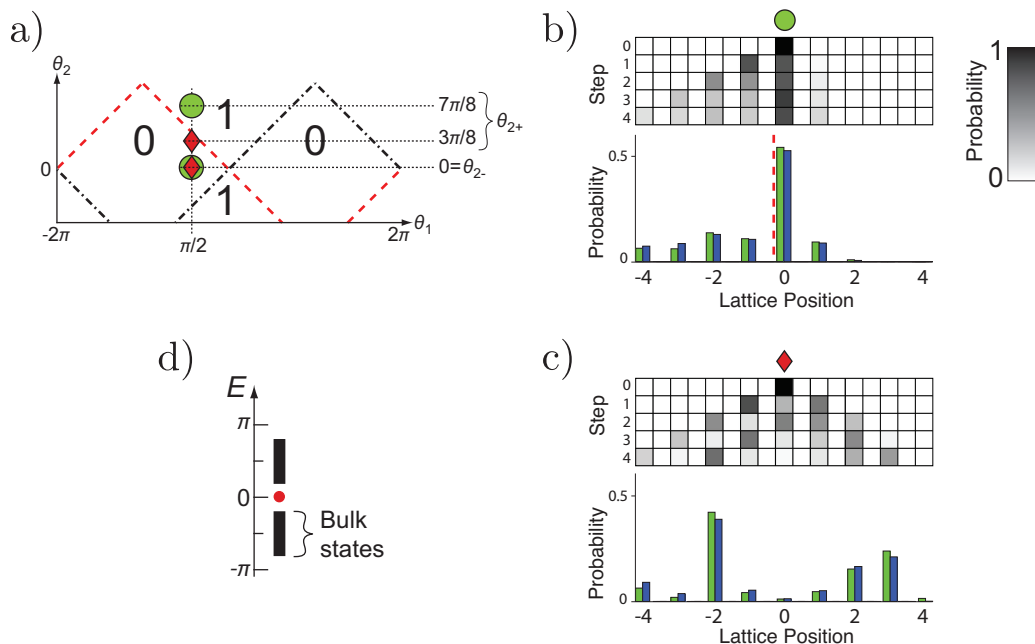 a)
θ2
0
1
0
0
1
7π/8
3π/8
θ2+
0=θ2-
-2π
π/2
2π
θ1
b)
Step
0
1
2
3
4
Probability
0.5
0
-4
-2
0
2
4
Lattice Position
1
0
Probability
d)
E
π
0
-π
Bulk
states
c)
Step
0
1
2
3
4
Probability
0.5
0
-4
-2
0
2
4
Lattice Position